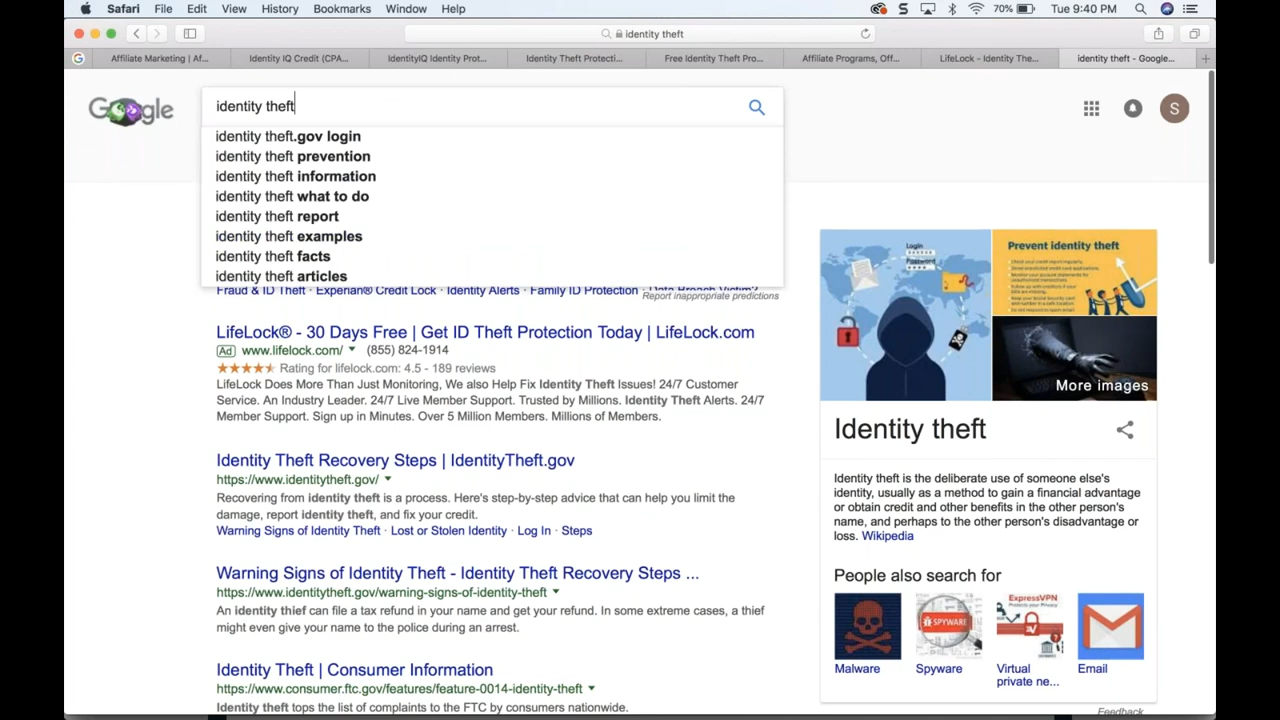 Safari File Edit View History Bookmarks Window Help
70% Tue 9:40 PM
identity theft
Affiliate Marketing | Af...
Identity IQ Credit (CPA...
IdentityIQ Identity Prot...
Identity Theft Protecti...
Free Identity Theft Pro...
Affiliate Programs, Off...
LifeLock - Identity The...
identity theft - Google...
Google
identity theft
S
identity theft.gov login
identity theft prevention
identity theft information
identity theft what to do
identity theft report
identity theft examples
identity theft facts
identity theft articles
Fraud & ID Theft · Credit Lock · Identity Alerts · Family ID Protection · Data Breach Victim?
Report inappropriate predictions
LifeLock® - 30 Days Free | Get ID Theft Protection Today | LifeLock.com
Ad www.lifelock.com/ (855) 824-1914
Rating for lifelock.com: 4.5 - 189 reviews
LifeLock Does More Than Just Monitoring, We also Help Fix Identity Theft Issues! 24/7 Customer
Service. An Industry Leader. 24/7 Live Member Support. Trusted by Millions. Identity Theft Alerts. 24/7
Member Support. Sign up in Minutes. Over 5 Million Members. Millions of Members.
Identity Theft Recovery Steps | IdentityTheft.gov
https://www.identitytheft.gov/
Recovering from identity theft is a process. Here's step-by-step advice that can help you limit the
damage, report identity theft, and fix your credit.
Warning Signs of Identity Theft · Lost or Stolen Identity · Log In · Steps
Warning Signs of Identity Theft - Identity Theft Recovery Steps ...
https://www.identitytheft.gov/warning-signs-of-identity-theft
An identity thief can file a tax refund in your name and get your refund. In some extreme cases, a thief
might even give your name to the police during an arrest.
Identity Theft | Consumer Information
https://www.consumer.ftc.gov/features/feature-0014-identity-theft
Identity theft tops the list of complaints to the FTC by consumers nationwide.
Login
Password
Prevent identity theft
More images
Identity theft
Identity theft is the deliberate use of someone else's
identity, usually as a method to gain a financial advantage
or obtain credit and other benefits in the other person's
name, and perhaps to the other person's disadvantage or
loss. Wikipedia
People also search for
SPYWARE
ExpressVPN
Malware
Spyware
Virtual
private ne...
Email
Feedback